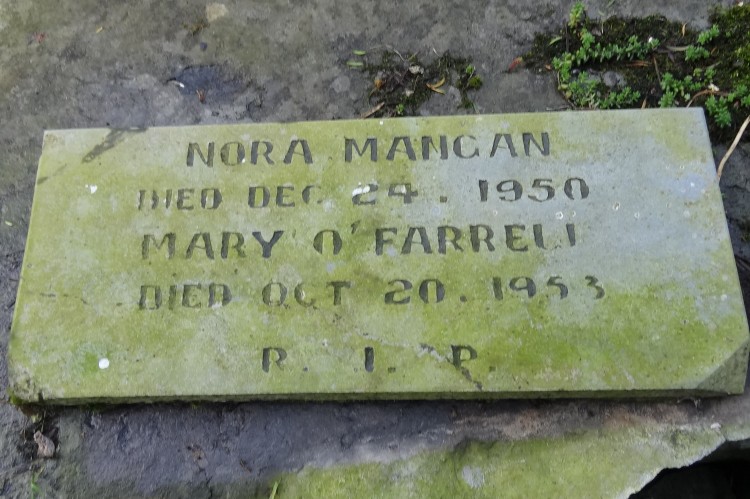 NORA MANGAN
DIED DEC 24. 1950
MARY O'FARRELL
DIED OCT 20. 1953
R. I. P.